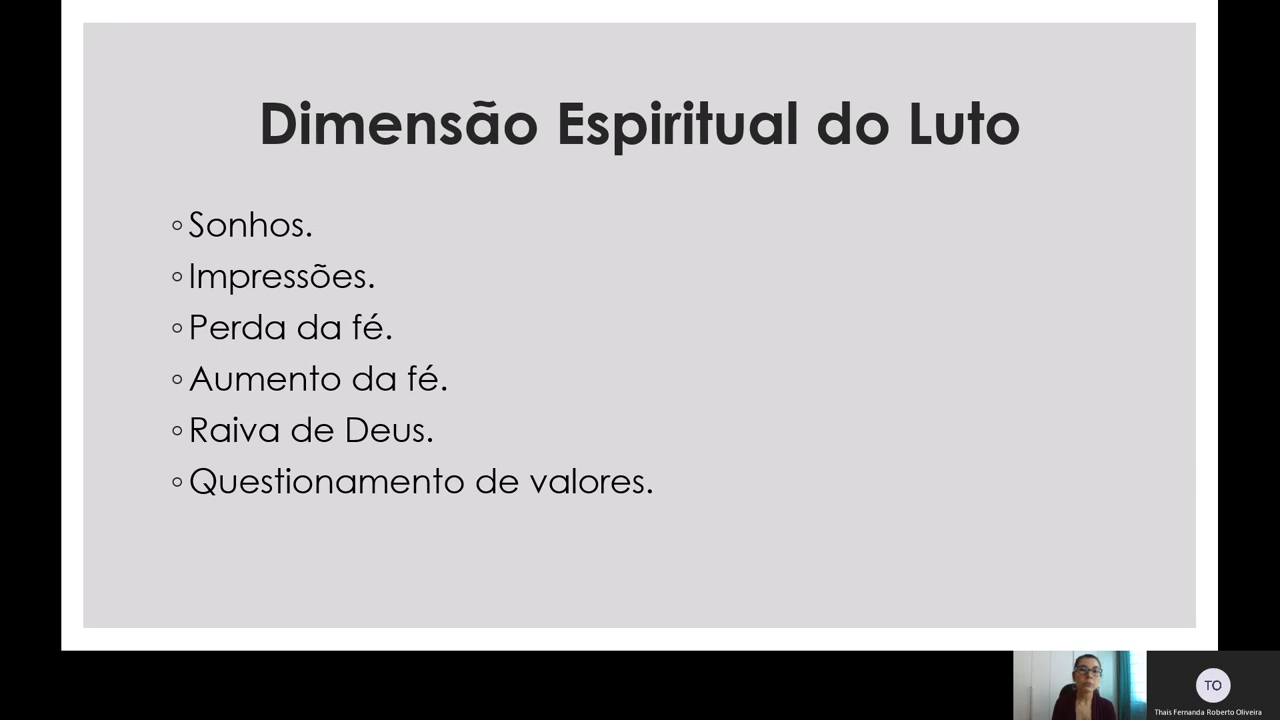 Dimensão Espiritual do Luto
◦Sonhos.
◦Impressões.
◦Perda da fé.
◦Aumento da fé.
◦Raiva de Deus.
◦Questionamento de valores.
TO
Thais Fernanda Roberto Oliveira